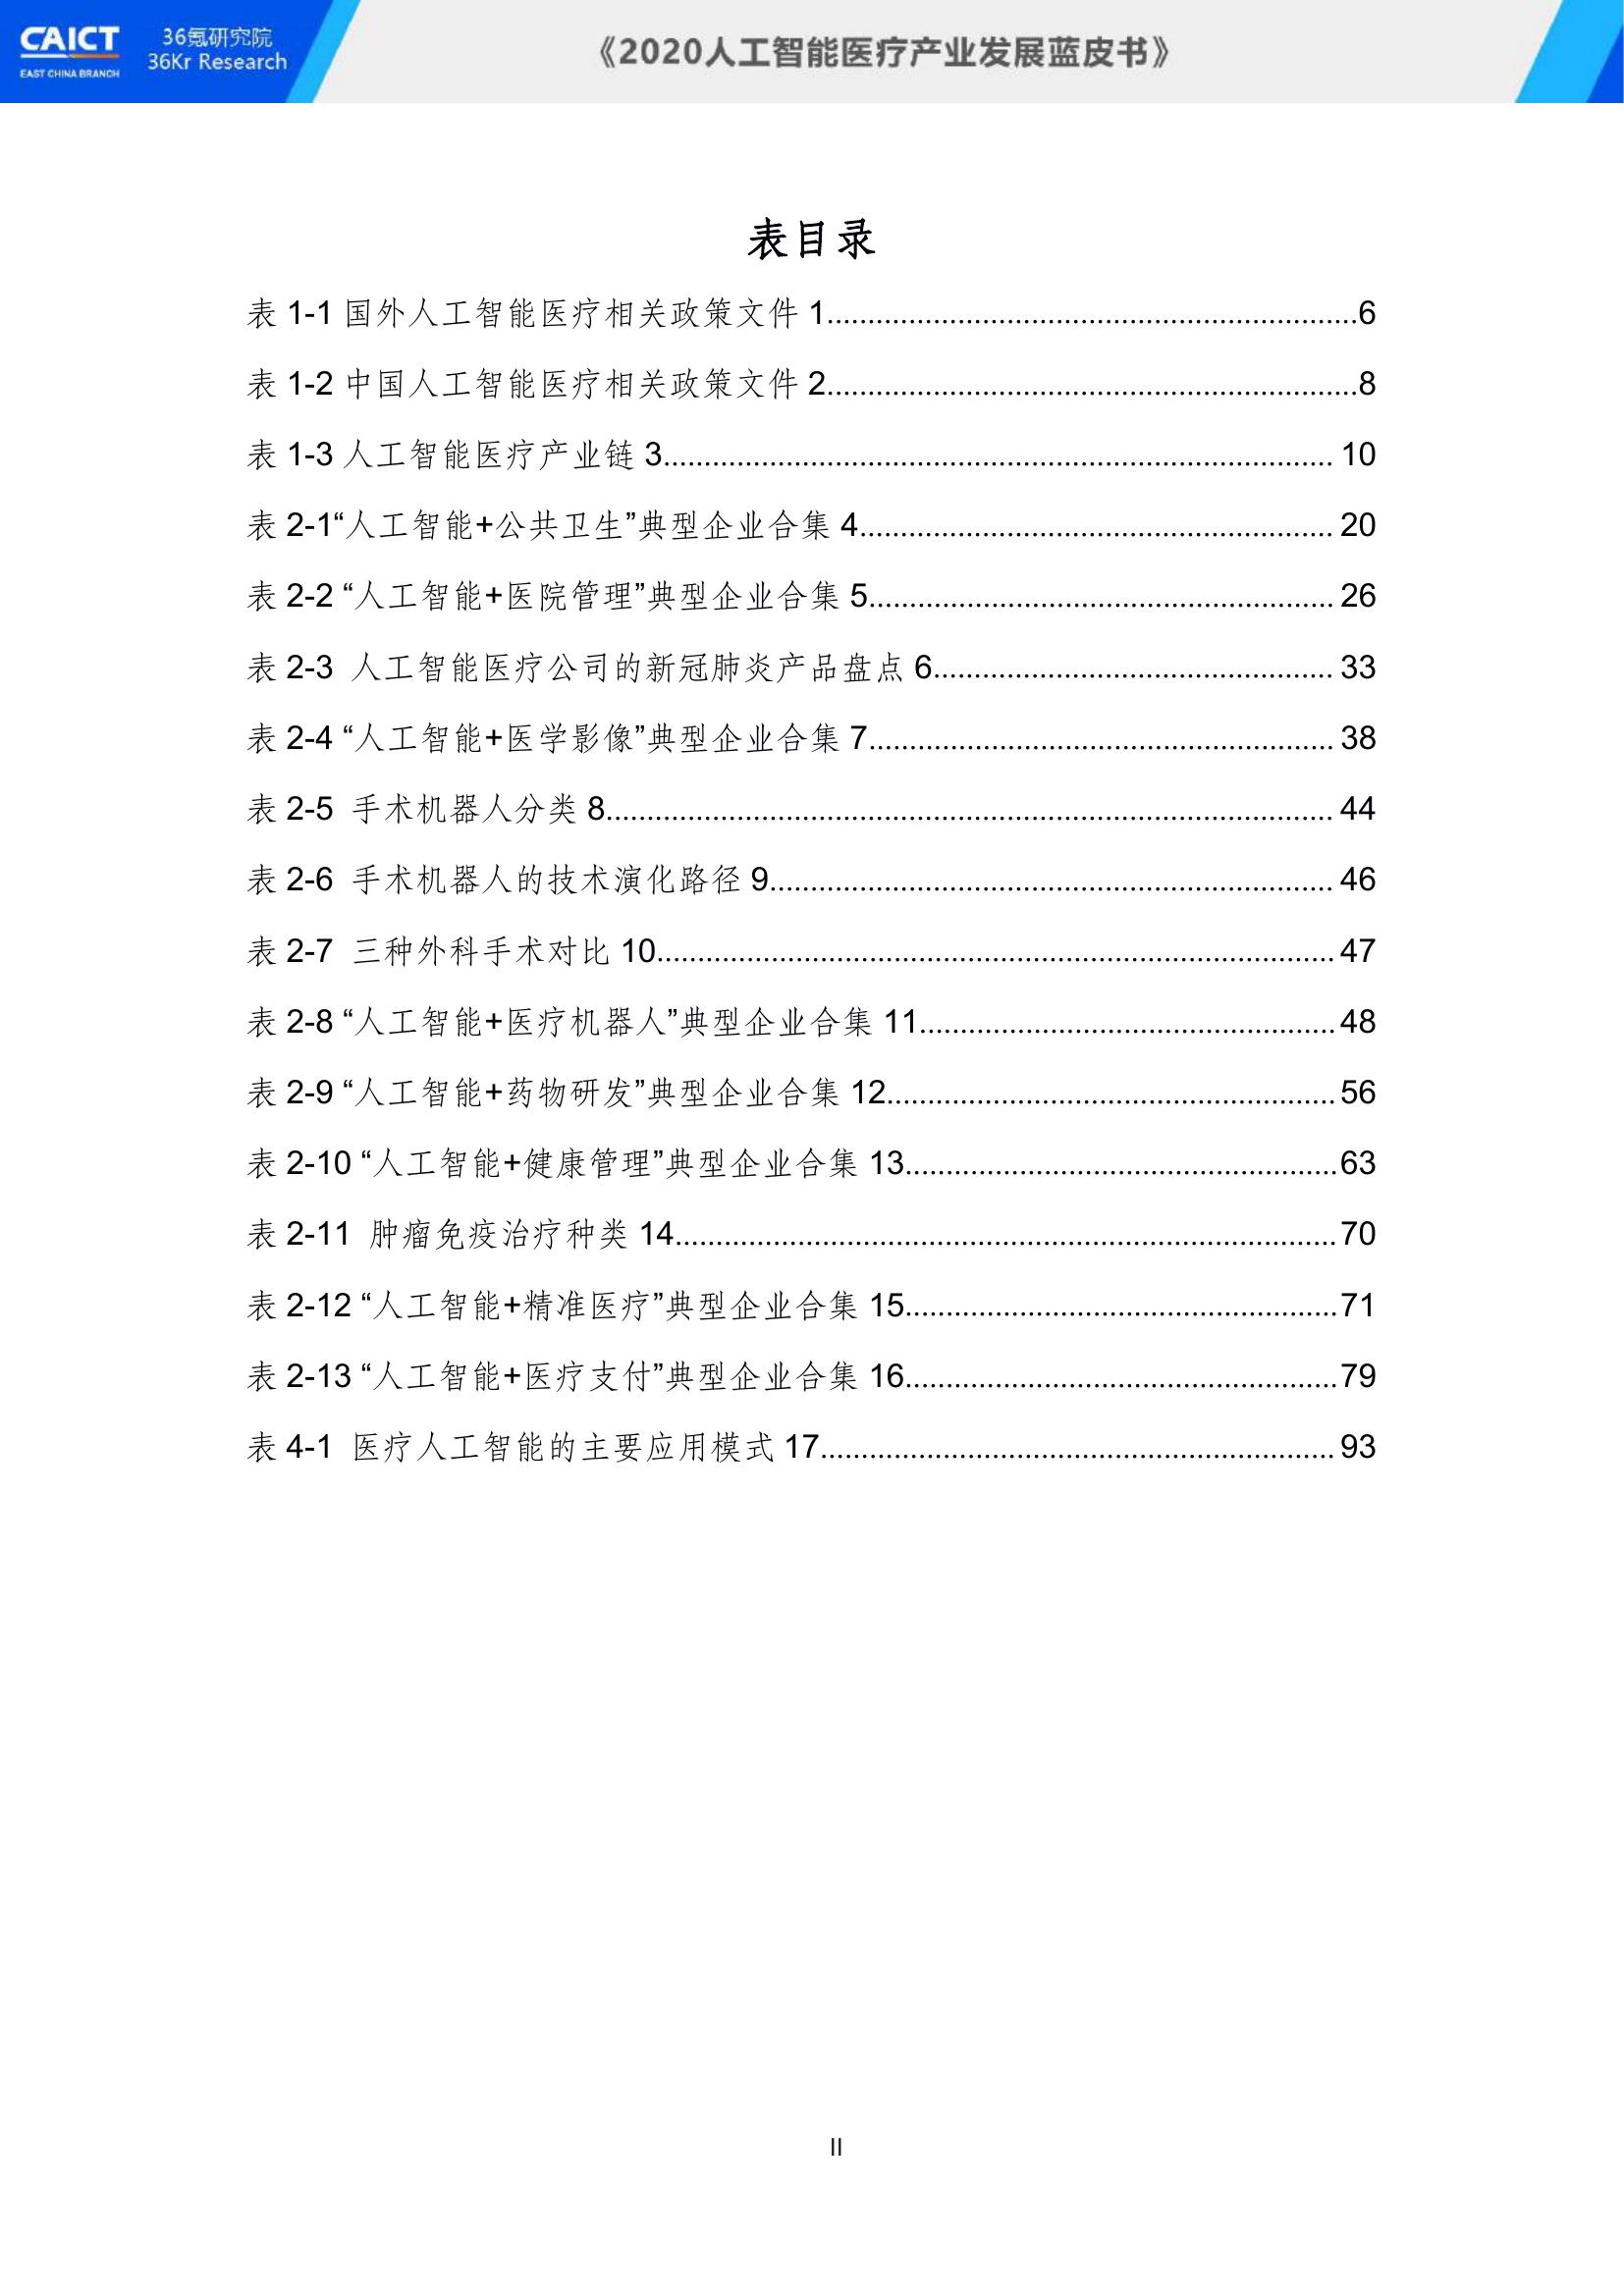 CAICT
EAST CHINA BRANCH
36氪研究院
36Kr Research
《2020人工智能医疗产业发展蓝皮书》
表目录
表 1-1 国外人工智能医疗相关政策文件 1..........6
表 1-2 中国人工智能医疗相关政策文件 2..........8
表 1-3 人工智能医疗产业链 3.......... 10
表 2-1“人工智能+公共卫生”典型企业合集 4.......... 20
表 2-2 “人工智能+医院管理”典型企业合集 5.......... 26
表 2-3 人工智能医疗公司的新冠肺炎产品盘点 6.......... 33
表 2-4 “人工智能+医学影像”典型企业合集 7.......... 38
表 2-5 手术机器人分类 8.......... 44
表 2-6 手术机器人的技术演化路径 9.......... 46
表 2-7 三种外科手术对比 10.......... 47
表 2-8 “人工智能+医疗机器人”典型企业合集 11.......... 48
表 2-9 “人工智能+药物研发”典型企业合集 12.......... 56
表 2-10 “人工智能+健康管理”典型企业合集 13.......... 63
表 2-11 肿瘤免疫治疗种类 14.......... 70
表 2-12 “人工智能+精准医疗”典型企业合集 15.......... 71
表 2-13 “人工智能+医疗支付”典型企业合集 16.......... 79
表 4-1 医疗人工智能的主要应用模式 17.......... 93
II